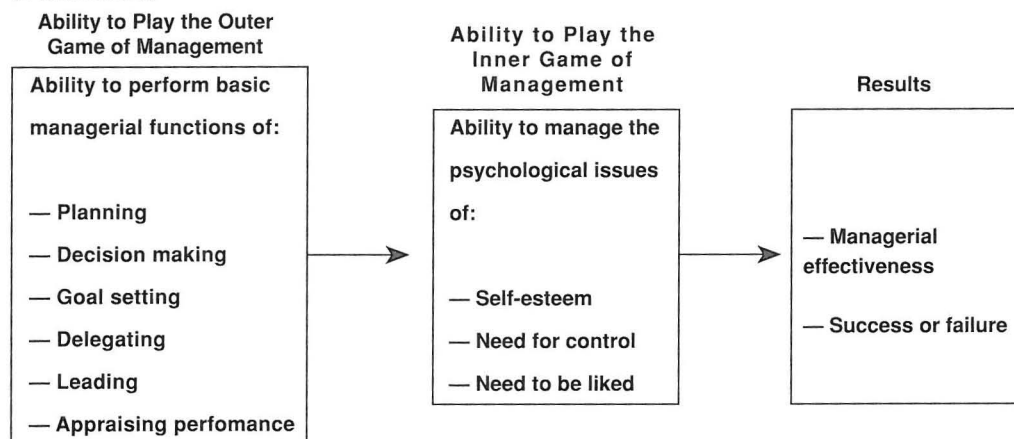 Ability to Play the Outer
Game of Management
Ability to perform basic
managerial functions of:
— Planning
— Decision making
— Goal setting
— Delegating
— Leading
— Appraising perfomance
Ability to Play the
Inner Game of
Management
Ability to manage the
psychological issues
of:
— Self-esteem
— Need for control
— Need to be liked
Results
— Managerial
effectiveness
— Success or failure